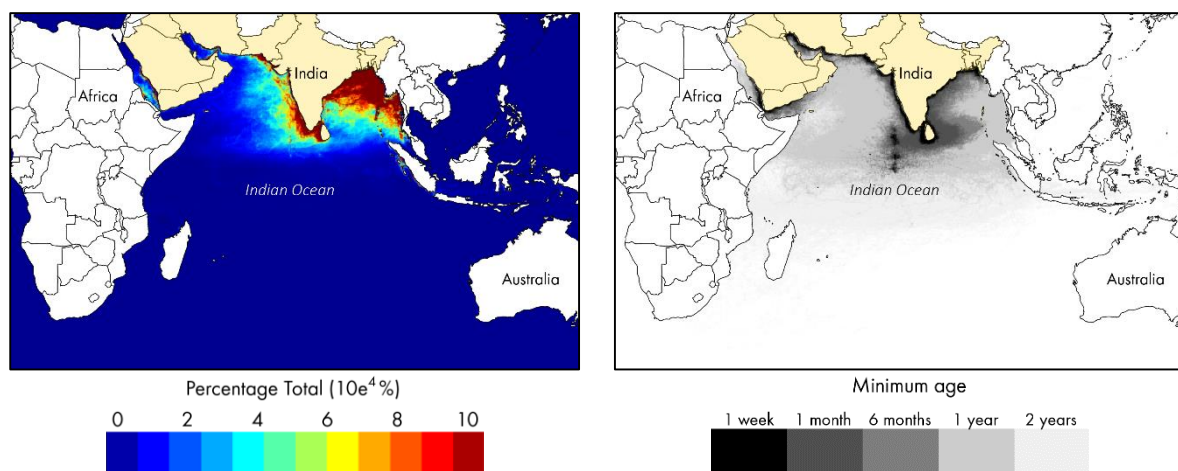 India
Africa
Indian Ocean
Australia
Percentage Total (10e⁴ %)
0 2 4 6 8 10
India
Africa
Indian Ocean
Australia
Minimum age
1 week 1 month 6 months 1 year 2 years